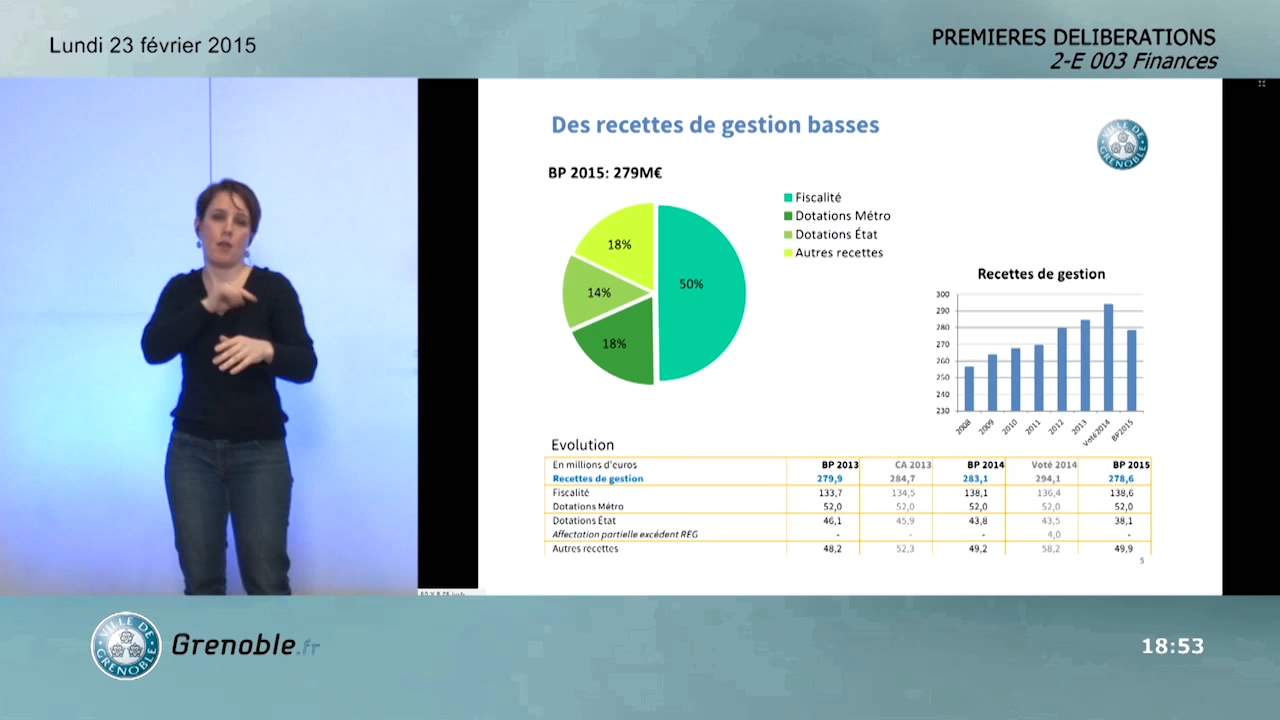 Lundi 23 février 2015
PREMIERES DELIBERATIONS
2-E 003 Finances
Des recettes de gestion basses
VILLE DE GRENOBLE
BP 2015: 279M€
Fiscalité
Dotations Métro
Dotations État
Autres recettes
18%
50%
14%
18%
Recettes de gestion
300
290
280
270
260
250
240
230
2008 2009 2010 2011 2012 2013 Voté2014 BP2015
Evolution
En millions d'euros BP 2013 CA 2013 BP 2014 Voté 2014 BP 2015
Recettes de gestion 279,9 284,7 283,1 294,1 278,6
Fiscalité 133,7 134,5 138,1 136,4 138,6
Dotations Métro 52,0 52,0 52,0 52,0 52,0
Dotations État 46,1 45,9 43,8 43,5 38,1
Affectation partielle excédent REG - - - 4,0 -
Autres recettes 48,2 52,3 49,2 58,2 49,9
5
VILLE DE GRENOBLE
Grenoble.fr
18:53